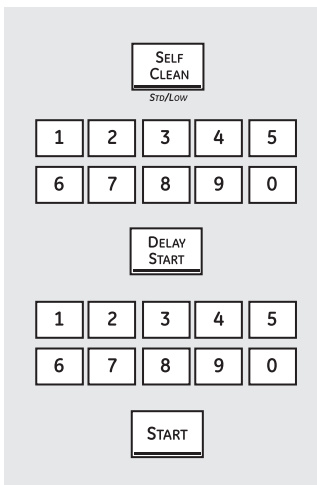 SELF
CLEAN
STD/LOW
1 2 3 4 5
6 7 8 9 0
DELAY
START
1 2 3 4 5
6 7 8 9 0
START